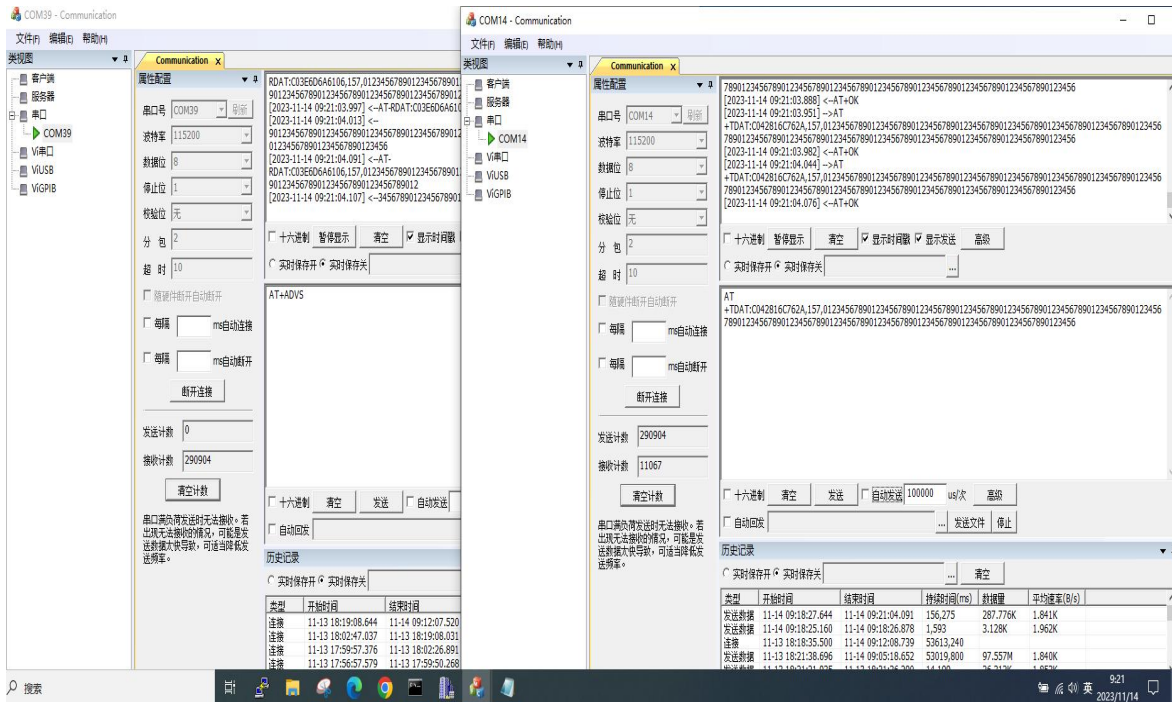 COM39 - Communication
文件(F) 编辑(E) 帮助(H)
类视图
客户端
服务器
串口
COM39
Vi串口
ViUSB
ViGPIB
Communication x
属性配置
串口号 COM39 刷新
波特率 115200
数据位 8
停止位 1
校验位 无
分 包 2
超 时 10
随硬件断开自动断开
每隔 ms自动连接
每隔 ms自动断开
断开连接
发送计数 0
接收计数 290904
清空计数
串口满负荷发送时无法接收。若
出现无法接收的情况，可能是发
送数据太快导致，可适当降低发
送频率。
RDAT:C03E6D6A6106,157,0123456789012345678901
[2023-11-14 09:21:03.997] <--AT-RDAT:C03E6D6A610
[2023-11-14 09:21:04.013] <--
012345678901234567890123456
[2023-11-14 09:21:04.091] <--AT-
[2023-11-14 09:21:04.107] <--3456789012345678901
十六进制 暂停显示 清空 显示时间戳
实时保存开 实时保存关
AT+ADVS
十六进制 清空 发送 自动发送
自动回发
历史记录
实时保存开 实时保存关
类型 开始时间 结束时间
连接 11-13 18:19:08.644 11-14 09:12:07.520
连接 11-13 18:02:47.037 11-13 19:08:08.031
连接 11-13 17:59:57.376 11-13 18:02:26.891
连接 11-13 17:56:57.579 11-13 17:59:50.268
COM14 - Communication
文件(F) 编辑(E) 帮助(H)
类视图
客户端
服务器
串口
COM14
Vi串口
ViUSB
ViGPIB
Communication x
属性配置
串口号 COM14 刷新
波特率 115200
数据位 8
停止位 1
校验位 无
分 包 2
超 时 10
随硬件断开自动断开
每隔 ms自动连接
每隔 ms自动断开
断开连接
发送计数 290904
接收计数 11067
清空计数
串口满负荷发送时无法接收。若
出现无法接收的情况，可能是发
送数据太快导致，可适当降低发
送频率。
[2023-11-14 09:21:03.888] <--AT+OK
[2023-11-14 09:21:03.951] -->AT
[2023-11-14 09:21:03.982] <--AT+OK
[2023-11-14 09:21:04.044] -->AT
[2023-11-14 09:21:04.076] <--AT+OK
十六进制 暂停显示 清空 显示时间戳 显示发送 高级
实时保存开 实时保存关 ...
AT
十六进制 清空 发送 自动发送 100000 us/次 高级
自动回发 ... 发送文件 停止
历史记录
实时保存开 实时保存关 ... 清空
类型 开始时间 结束时间 持续时间(ms) 数据量 平均速率(B/s)
发送数据 11-14 09:18:27.644 11-14 09:21:04.091 156,275 287.776K 1.841K
发送数据 11-14 09:18:25.160 11-14 09:18:26.878 1,593 3.128K 1.962K
连接 11-13 18:18:35.500 11-14 09:12:08.739 53613,240
发送数据 11-13 18:21:38.696 11-14 09:05:18.652 53019,800 97.557M 1.840K
搜索
英
9:21
2023/11/14